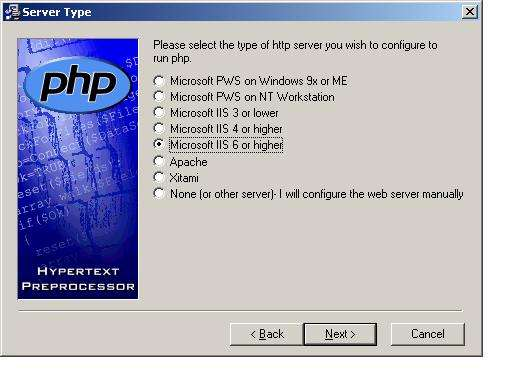 Server Type
Please select the type of http server you wish to configure to
run php.
Microsoft PWS on Windows 9x or ME
Microsoft PWS on NT Workstation
Microsoft IIS 3 or lower
Microsoft IIS 4 or higher
Microsoft IIS 6 or higher
Apache
Xitami
None (or other server)- I will configure the web server manually
php
HYPERTEXT
PREPROCESSOR
< Back
Next >
Cancel